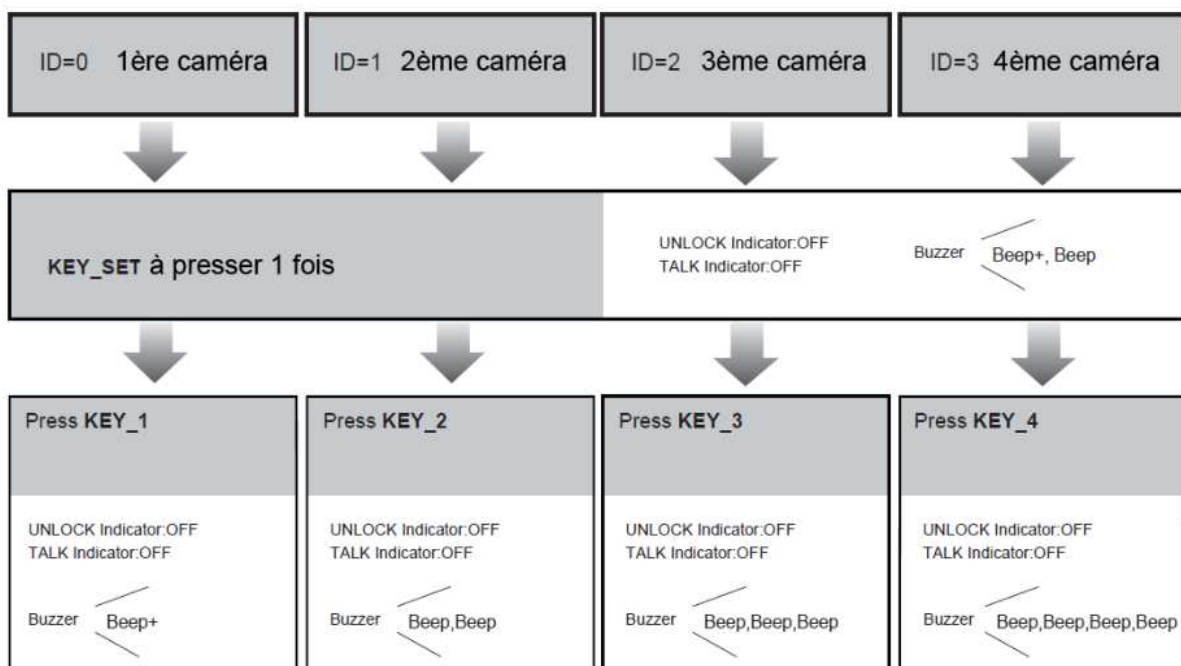 ID=0 1ère caméra
ID=1 2ème caméra
ID=2 3ème caméra
ID=3 4ème caméra
KEY_SET à presser 1 fois
UNLOCK Indicator:OFF
TALK Indicator:OFF
Buzzer Beep+, Beep
Press KEY_1
UNLOCK Indicator:OFF
TALK Indicator:OFF
Buzzer Beep+
Press KEY_2
UNLOCK Indicator:OFF
TALK Indicator:OFF
Buzzer Beep,Beep
Press KEY_3
UNLOCK Indicator:OFF
TALK Indicator:OFF
Buzzer Beep,Beep,Beep
Press KEY_4
UNLOCK Indicator:OFF
TALK Indicator:OFF
Buzzer Beep,Beep,Beep,Beep